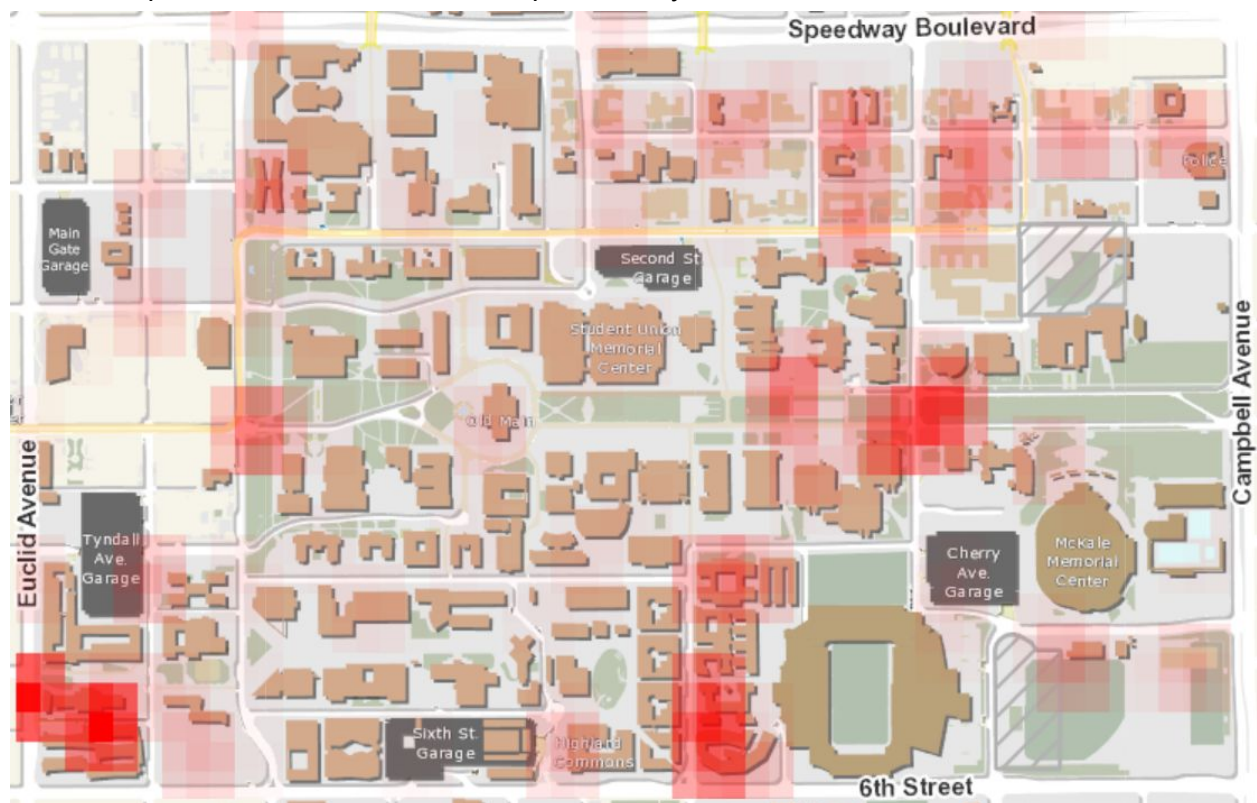 Speedway Boulevard
Police
Main
Gate
Garage
Second St.
Garage
Student Union
Memorial
Center
Old Main
Campbell Avenue
Euclid Avenue
Tyndall
Ave.
Garage
Cherry
Ave.
Garage
McKale
Memorial
Center
Sixth St.
Garage
Highland
Commons
6th Street